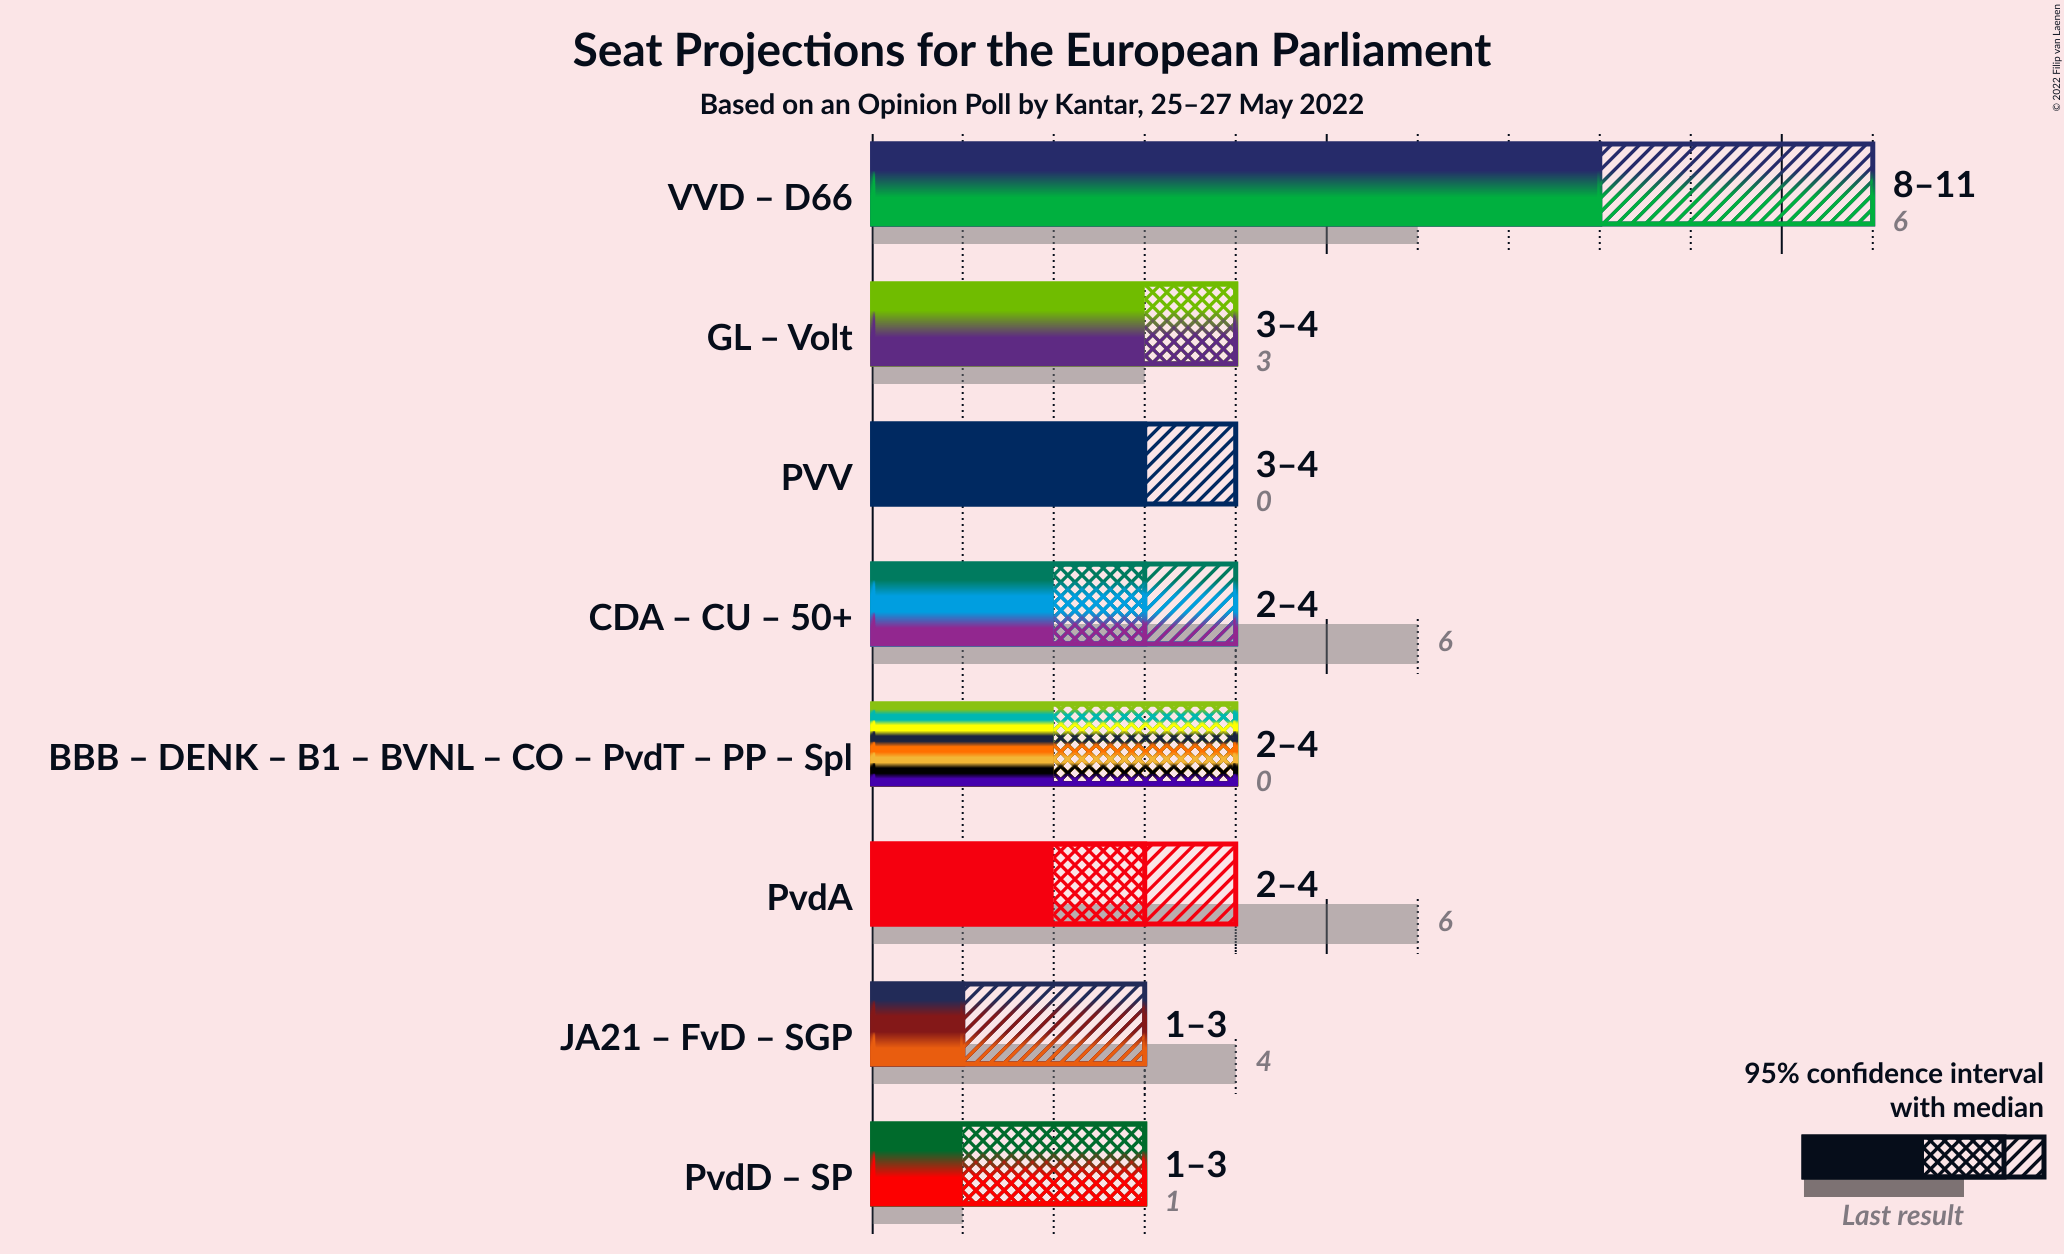 Seat Projections for the European Parliament
Based on an Opinion Poll by Kantar, 25–27 May 2022
© 2022 Filip van Laenen
VVD – D66
8–11
6
GL – Volt
3–4
3
PVV
3–4
0
CDA – CU – 50+
2–4
6
BBB – DENK – B1 – BVNL – CO – PvdT – PP – Spl
2–4
0
PvdA
2–4
6
JA21 – FvD – SGP
1–3
4
PvdD – SP
1–3
1
95% confidence interval
with median
Last result